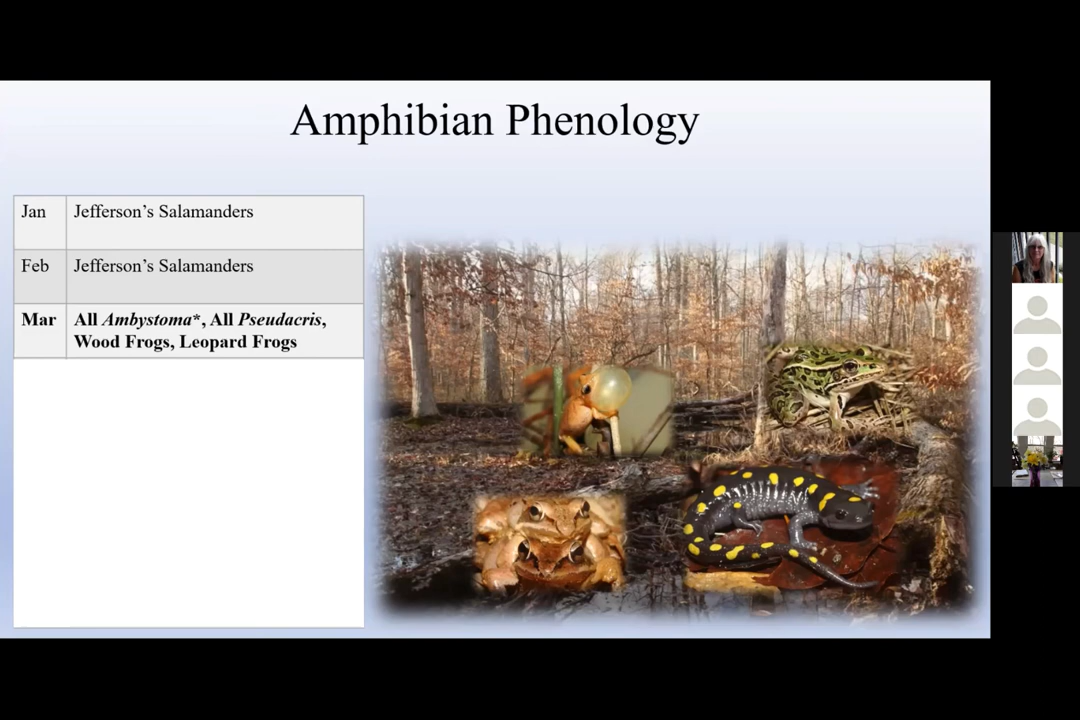 Amphibian Phenology
Jan Jefferson’s Salamanders
Feb Jefferson’s Salamanders
Mar All Ambystoma*, All Pseudacris,
Wood Frogs, Leopard Frogs